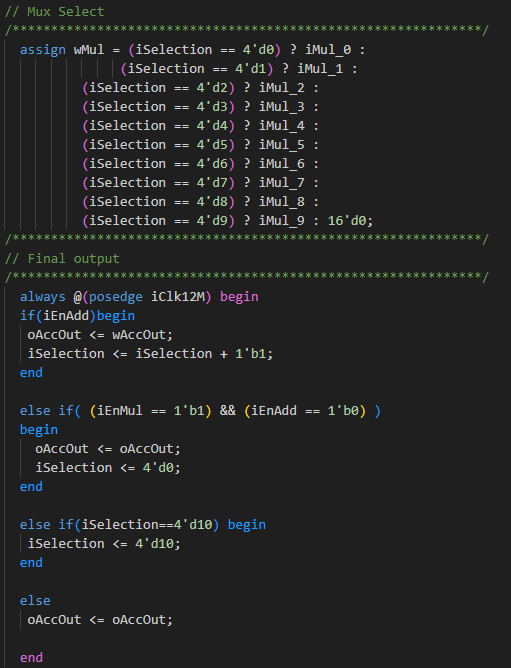 // Mux Select
/*************************************************************/
assign wMul = (iSelection == 4'd0) ? iMul_0 :
(iSelection == 4'd1) ? iMul_1 :
(iSelection == 4'd2) ? iMul_2 :
(iSelection == 4'd3) ? iMul_3 :
(iSelection == 4'd4) ? iMul_4 :
(iSelection == 4'd5) ? iMul_5 :
(iSelection == 4'd6) ? iMul_6 :
(iSelection == 4'd7) ? iMul_7 :
(iSelection == 4'd8) ? iMul_8 :
(iSelection == 4'd9) ? iMul_9 : 16'd0;
/*************************************************************/
// Final output
/*************************************************************/
always @(posedge iClk12M) begin
if(iEnAdd)begin
oAccOut <= wAccOut;
iSelection <= iSelection + 1'b1;
end
else if( (iEnMul == 1'b1) && (iEnAdd == 1'b0) )
begin
oAccOut <= oAccOut;
iSelection <= 4'd0;
end
else if(iSelection==4'd10) begin
iSelection <= 4'd10;
end
else
oAccOut <= oAccOut;
end